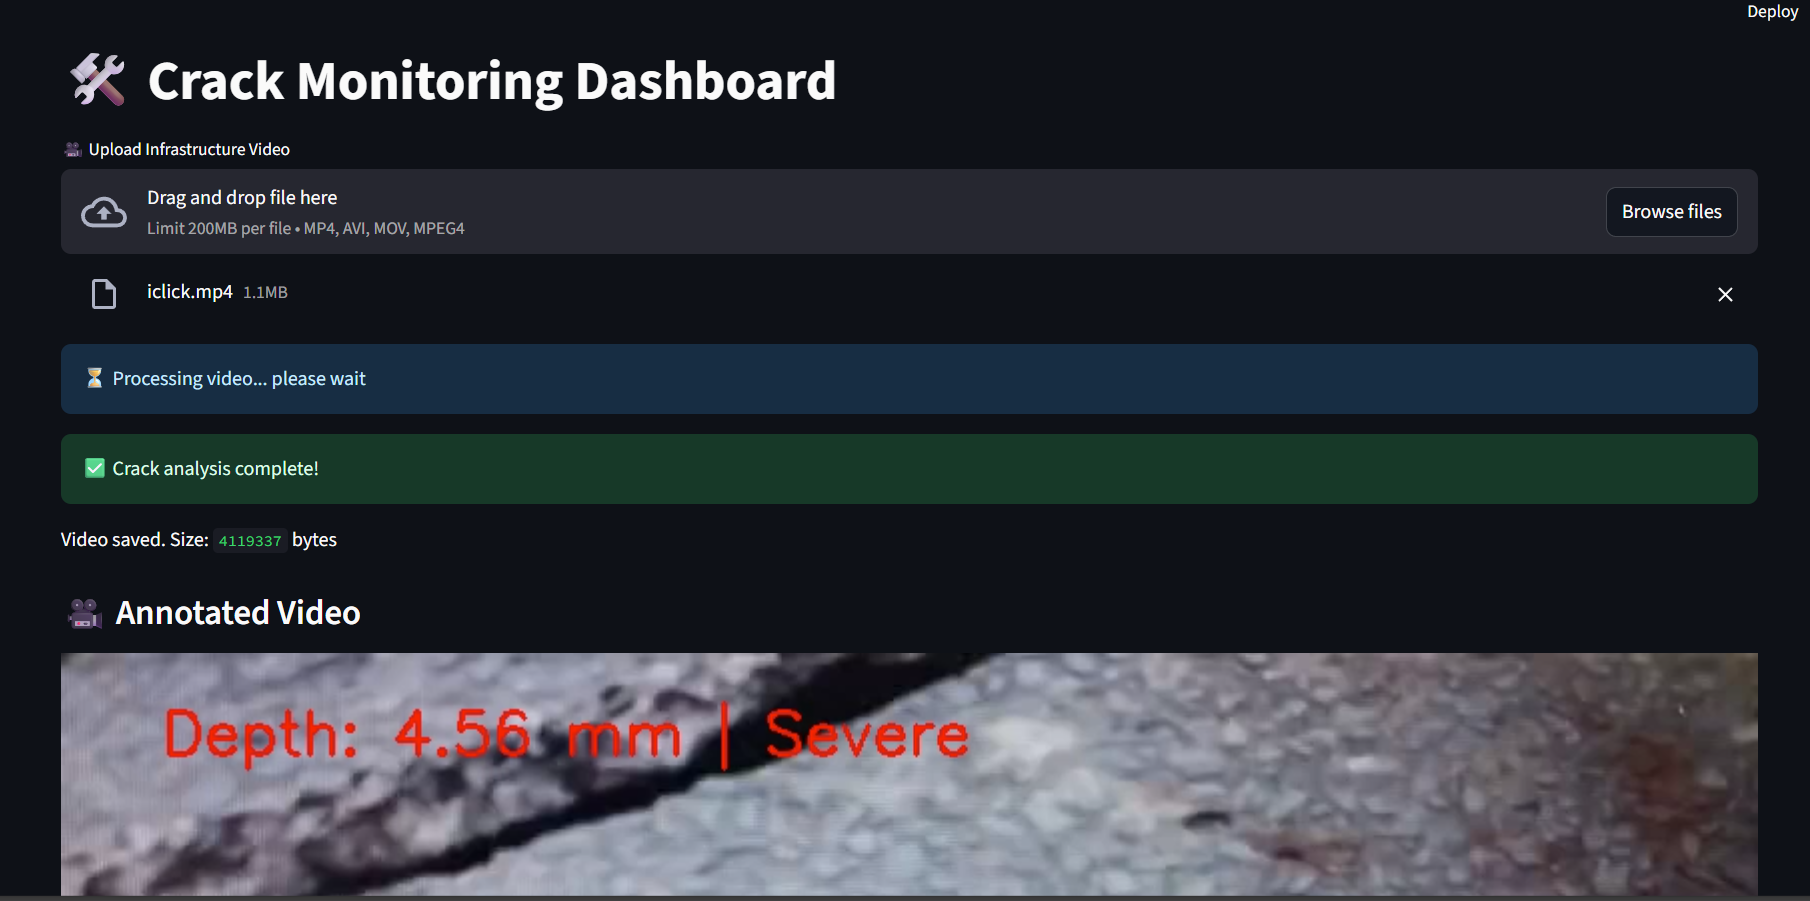 Deploy
Crack Monitoring Dashboard
Upload Infrastructure Video
Drag and drop file here
Limit 200MB per file • MP4, AVI, MOV, MPEG4
Browse files
iclick.mp4 1.1MB
Processing video... please wait
Crack analysis complete!
Video saved. Size: 4119337 bytes
Annotated Video
Depth: 4.56 mm | Severe